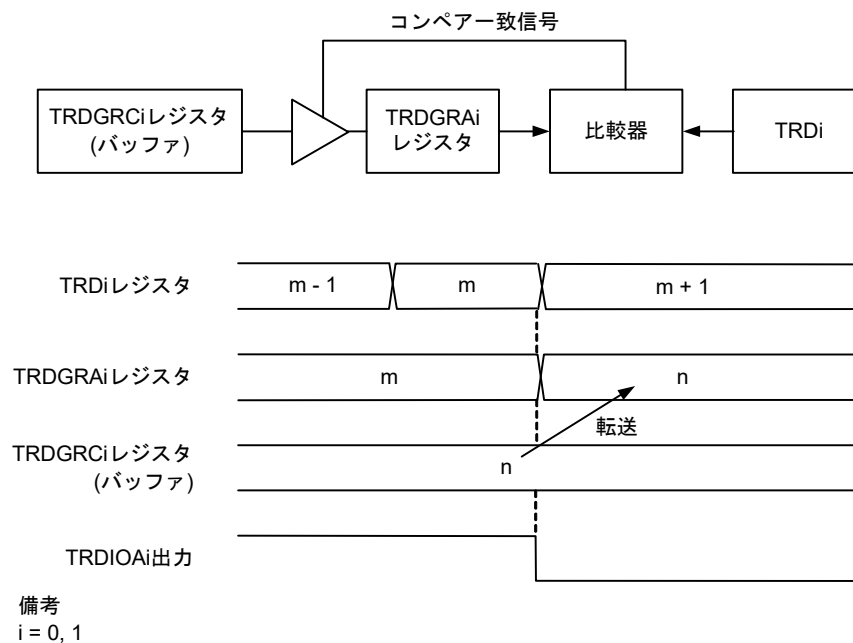 コンペアー致信号
TRDGRCiレジスタ
(バッファ)
TRDGRAi
レジスタ
比較器
TRDi
TRDiレジスタ
m - 1
m
m + 1
TRDGRAiレジスタ
m
n
転送
TRDGRCiレジスタ
(バッファ)
n
TRDIOAi出力
備考
i = 0, 1